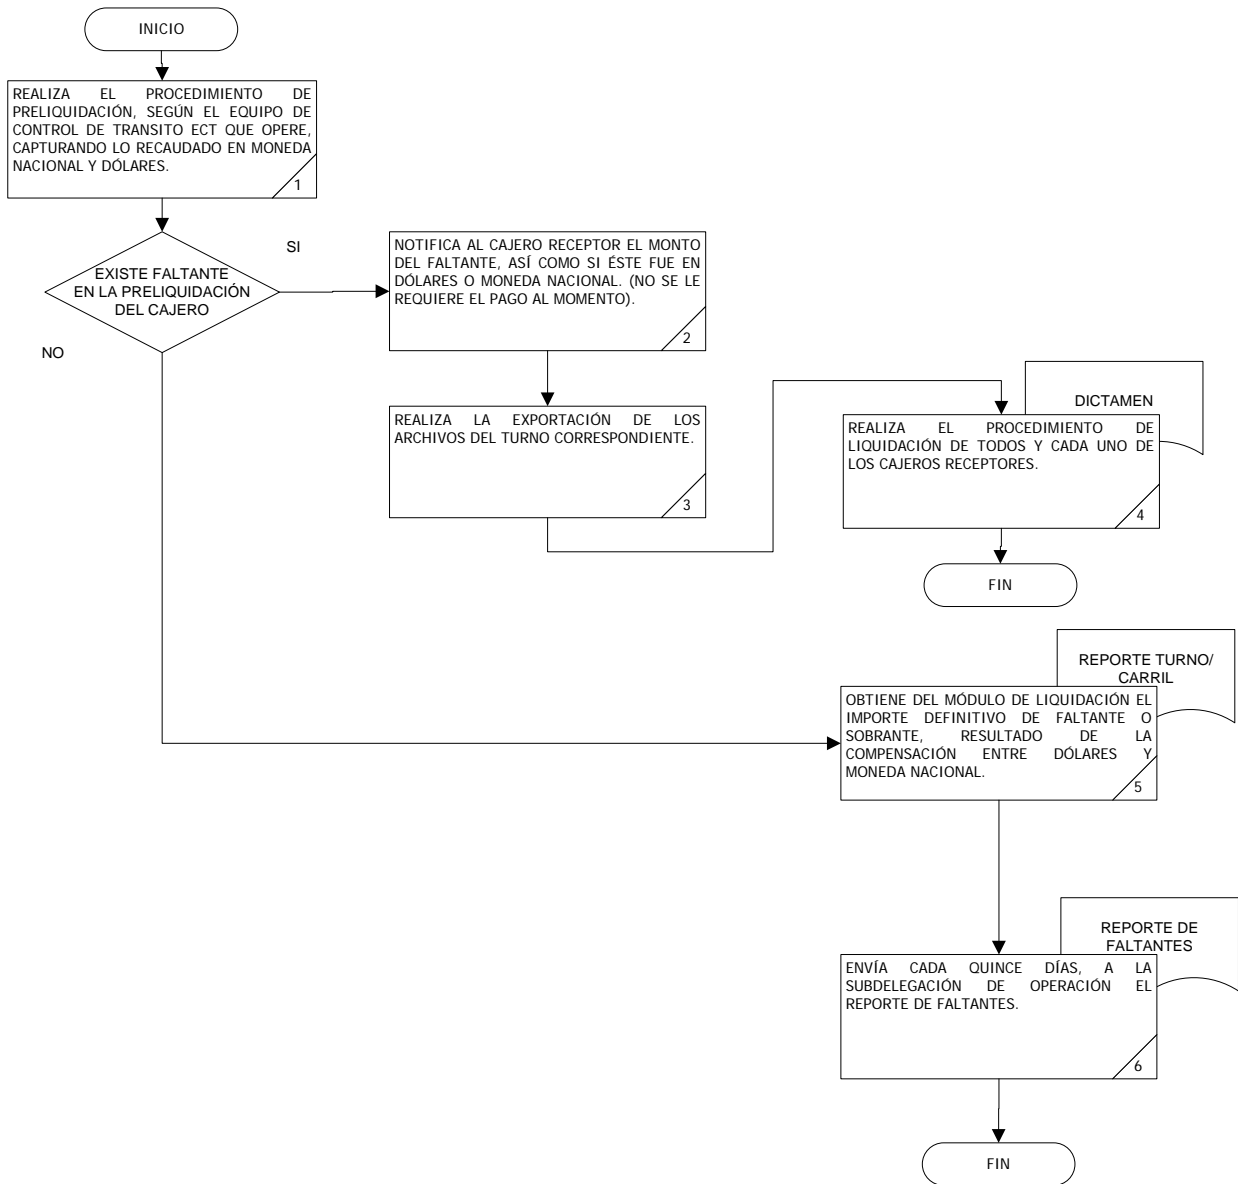 INICIO
REALIZA EL PROCEDIMIENTO DE
PRELIQUIDACIÓN, SEGÚN EL EQUIPO DE
CONTROL DE TRANSITO ECT QUE OPERE,
CAPTURANDO LO RECAUDADO EN MONEDA
NACIONAL Y DÓLARES.
1
EXISTE FALTANTE
EN LA PRELIQUIDACIÓN
DEL CAJERO
SI
NO
NOTIFICA AL CAJERO RECEPTOR EL MONTO
DEL FALTANTE, ASÍ COMO SI ÉSTE FUE EN
DÓLARES O MONEDA NACIONAL. (NO SE LE
REQUIERE EL PAGO AL MOMENTO).
2
REALIZA LA EXPORTACIÓN DE LOS
ARCHIVOS DEL TURNO CORRESPONDIENTE.
3
DICTAMEN
REALIZA EL PROCEDIMIENTO DE
LIQUIDACIÓN DE TODOS Y CADA UNO DE
LOS CAJEROS RECEPTORES.
4
FIN
REPORTE TURNO/
CARRIL
OBTIENE DEL MÓDULO DE LIQUIDACIÓN EL
IMPORTE DEFINITIVO DE FALTANTE O
SOBRANTE, RESULTADO DE LA
COMPENSACIÓN ENTRE DÓLARES Y
MONEDA NACIONAL.
5
REPORTE DE
FALTANTES
ENVÍA CADA QUINCE DÍAS, A LA
SUBDELEGACIÓN DE OPERACIÓN EL
REPORTE DE FALTANTES.
6
FIN